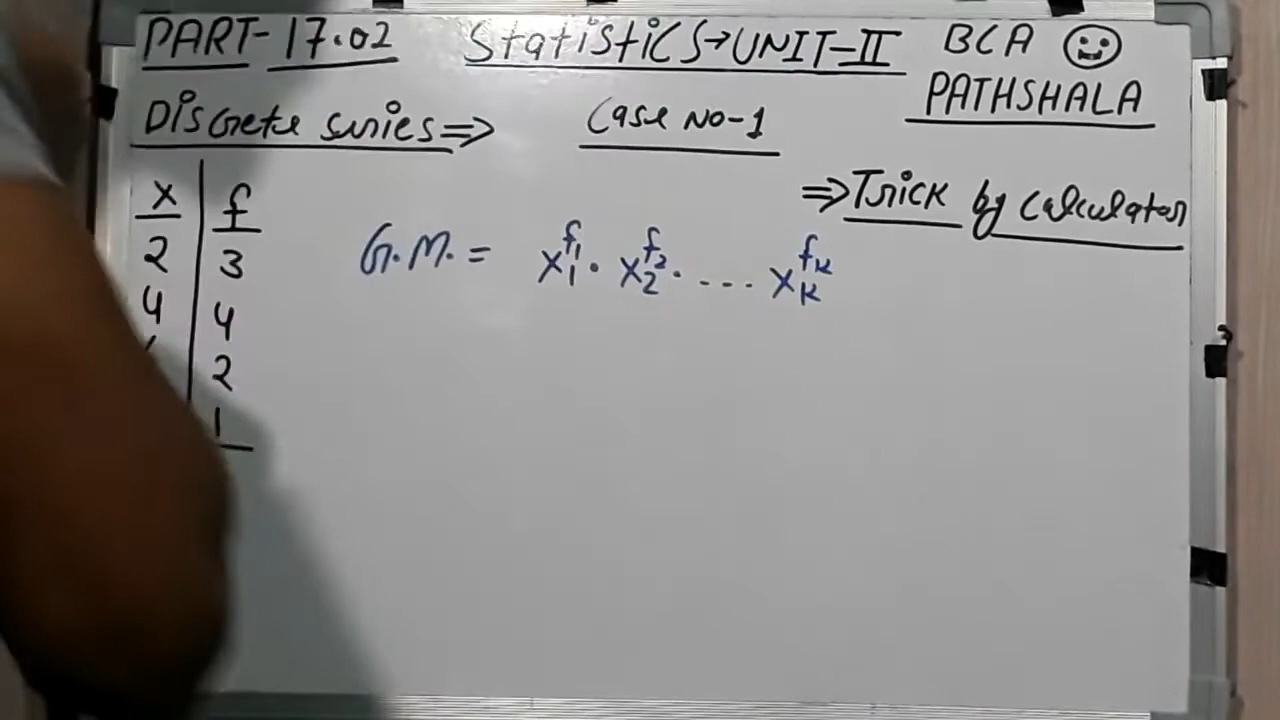 PART-17.02 Statistics→UNIT-II BCA
PATHSHALA
Discrete series⇒ Case No-1
⇒Trick by Calculator
x f
2 3
4 4
2
1
G.M. = x₁^f₁ · x₂^f₂ · .... xₖ^fₖ